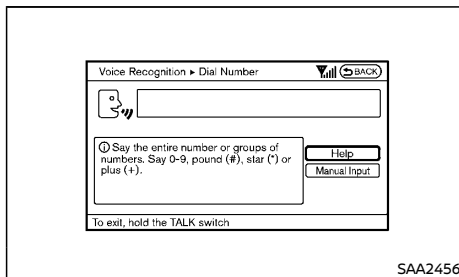 Voice Recognition ▸ Dial Number
BACK
ⓘ Say the entire number or groups of
numbers. Say 0-9, pound (#), star (*) or
plus (+).
Help
Manual Input
To exit, hold the TALK switch
SAA2456